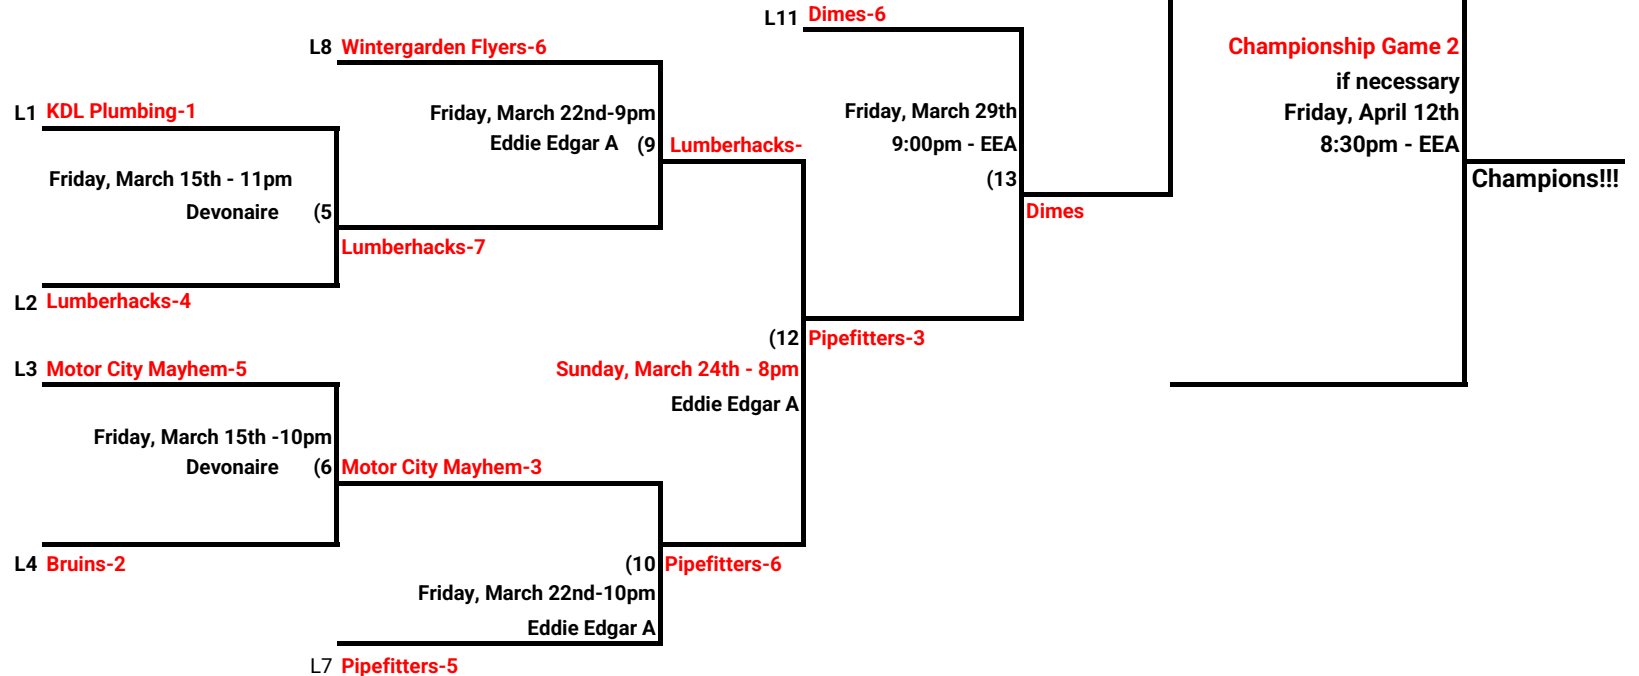 L11 Dimes-6
L8 Wintergarden Flyers-6
Championship Game 2
if necessary
L1 KDL Plumbing-1
Friday, March 22nd-9pm
Friday, March 29th
Friday, April 12th
Eddie Edgar A (9
Lumberhacks-
9:00pm - EEA
8:30pm - EEA
Friday, March 15th - 11pm
(13
Champions!!!
Devonaire (5
Dimes
Lumberhacks-7
L2 Lumberhacks-4
(12 Pipefitters-3
L3 Motor City Mayhem-5
Sunday, March 24th - 8pm
Eddie Edgar A
Friday, March 15th -10pm
Devonaire (6
Motor City Mayhem-3
L4 Bruins-2
(10 Pipefitters-6
Friday, March 22nd-10pm
Eddie Edgar A
L7 Pipefitters-5